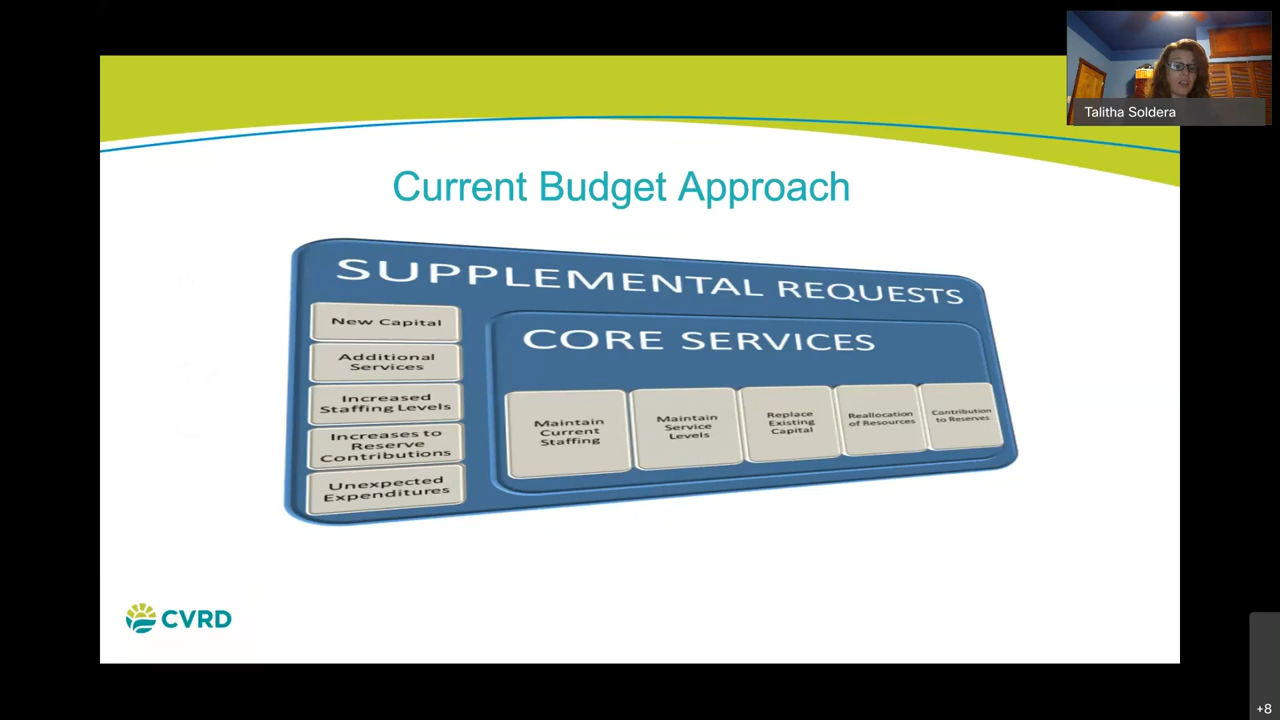 Talitha Soldera
Current Budget Approach
SUPPLEMENTAL REQUESTS
New Capital
Additional
Services
Increased
Staffing Levels
Increases to
Reserve
Contributions
Unexpected
Expenditures
CORE SERVICES
Maintain
Current
Staffing
Maintain
Service
Levels
Replace
Existing
Capital
Reallocation
of Resources
Contribution
to Reserves
CVRD
+8